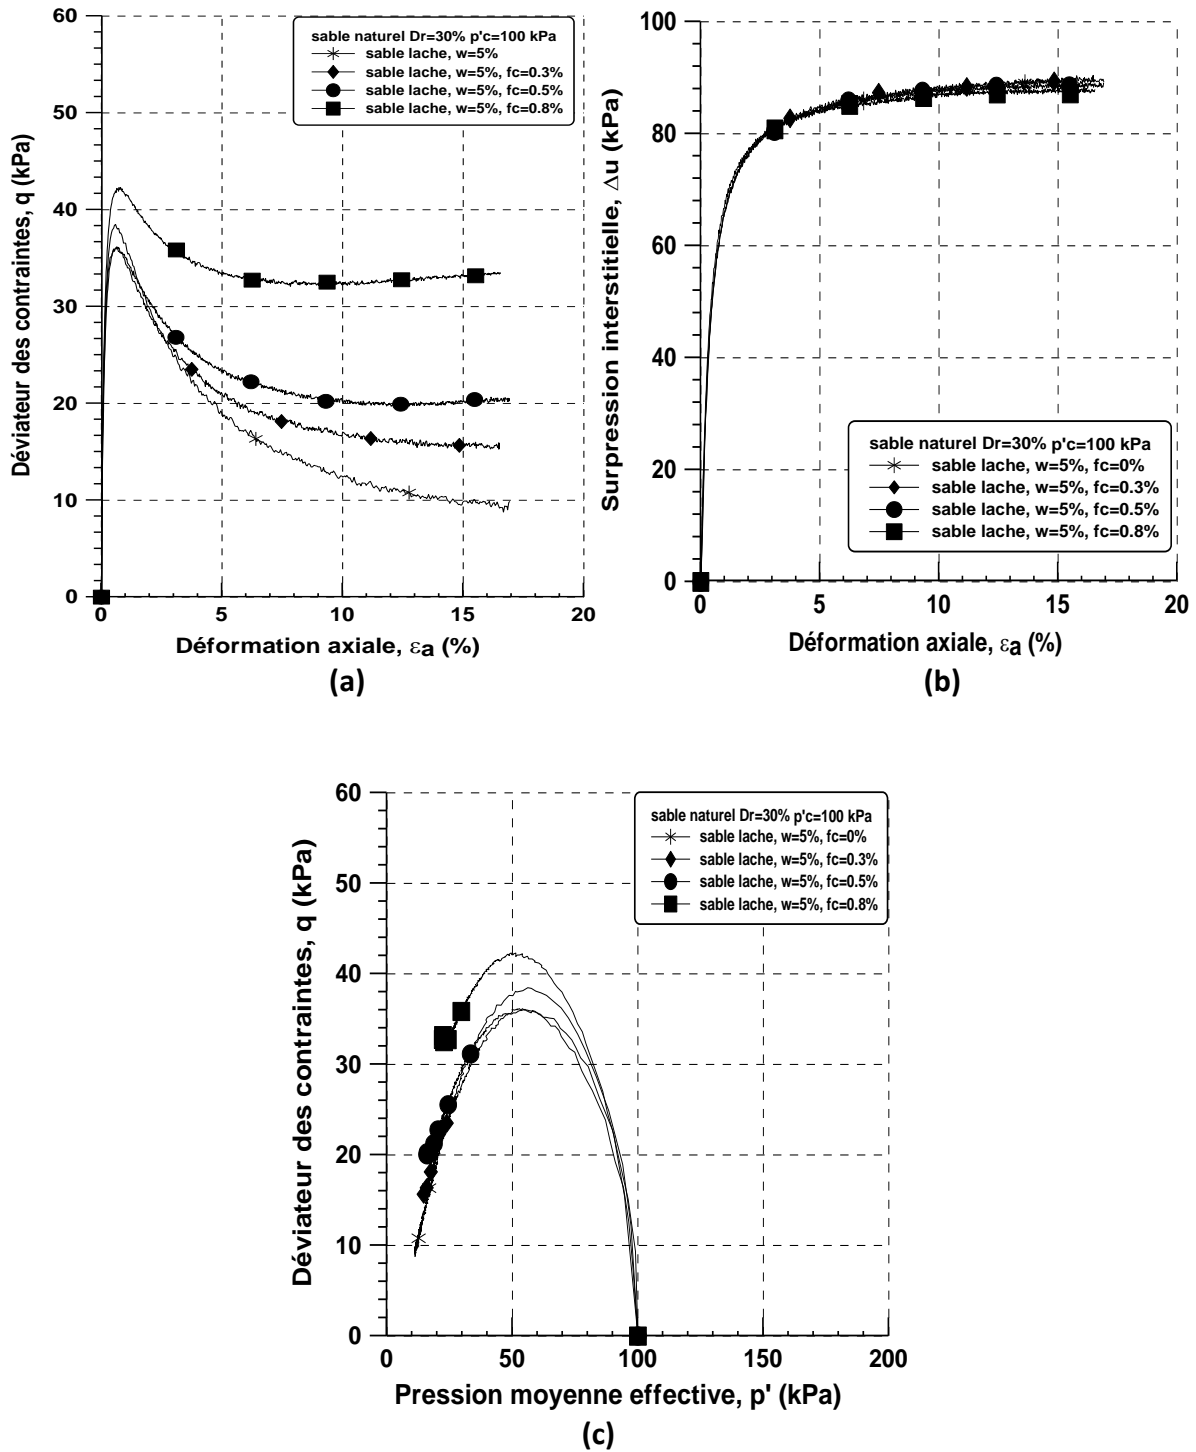 60
50
40
30
20
10
0
0
5
10
15
20
Déviateur des contraintes, q (kPa)
Déformation axiale, εa (%)
sable naturel Dr=30% p'c=100 kPa
sable lache, w=5%
sable lache, w=5%, fc=0.3%
sable lache, w=5%, fc=0.5%
sable lache, w=5%, fc=0.8%
(a)
100
80
60
40
20
0
0
5
10
15
20
Surpression interstitielle, Δu (kPa)
Déformation axiale, εa (%)
sable naturel Dr=30% p'c=100 kPa
sable lache, w=5%, fc=0%
sable lache, w=5%, fc=0.3%
sable lache, w=5%, fc=0.5%
sable lache, w=5%, fc=0.8%
(b)
60
50
40
30
20
10
0
0
50
100
150
200
Déviateur des contraintes, q (kPa)
Pression moyenne effective, p' (kPa)
sable naturel Dr=30% p'c=100 kPa
sable lache, w=5%, fc=0%
sable lache, w=5%, fc=0.3%
sable lache, w=5%, fc=0.5%
sable lache, w=5%, fc=0.8%
(c)